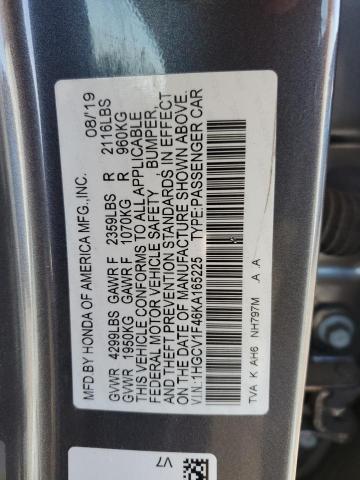 MFD.BY HONDA OF AMERICA MFG.,INC. 08/19
GVWR 4299LBS GAWR F 2359LBS R 2116LBS
GVWR 1950KG GAWR F 1070KG R 960KG
THIS VEHICLE CONFORMS TO ALL APPLICABLE
FEDERAL MOTOR VEHICLE SAFETY , BUMPER,
AND THEFT PREVENTION STANDARDS IN EFFECT
ON THE DATE OF MANUFACTURE SHOWN ABOVE.
V.I.N.:1HGCV1F46KA165225 TYPE:PASSENGER CAR
TVA K AH6 NH797M A .A
V7